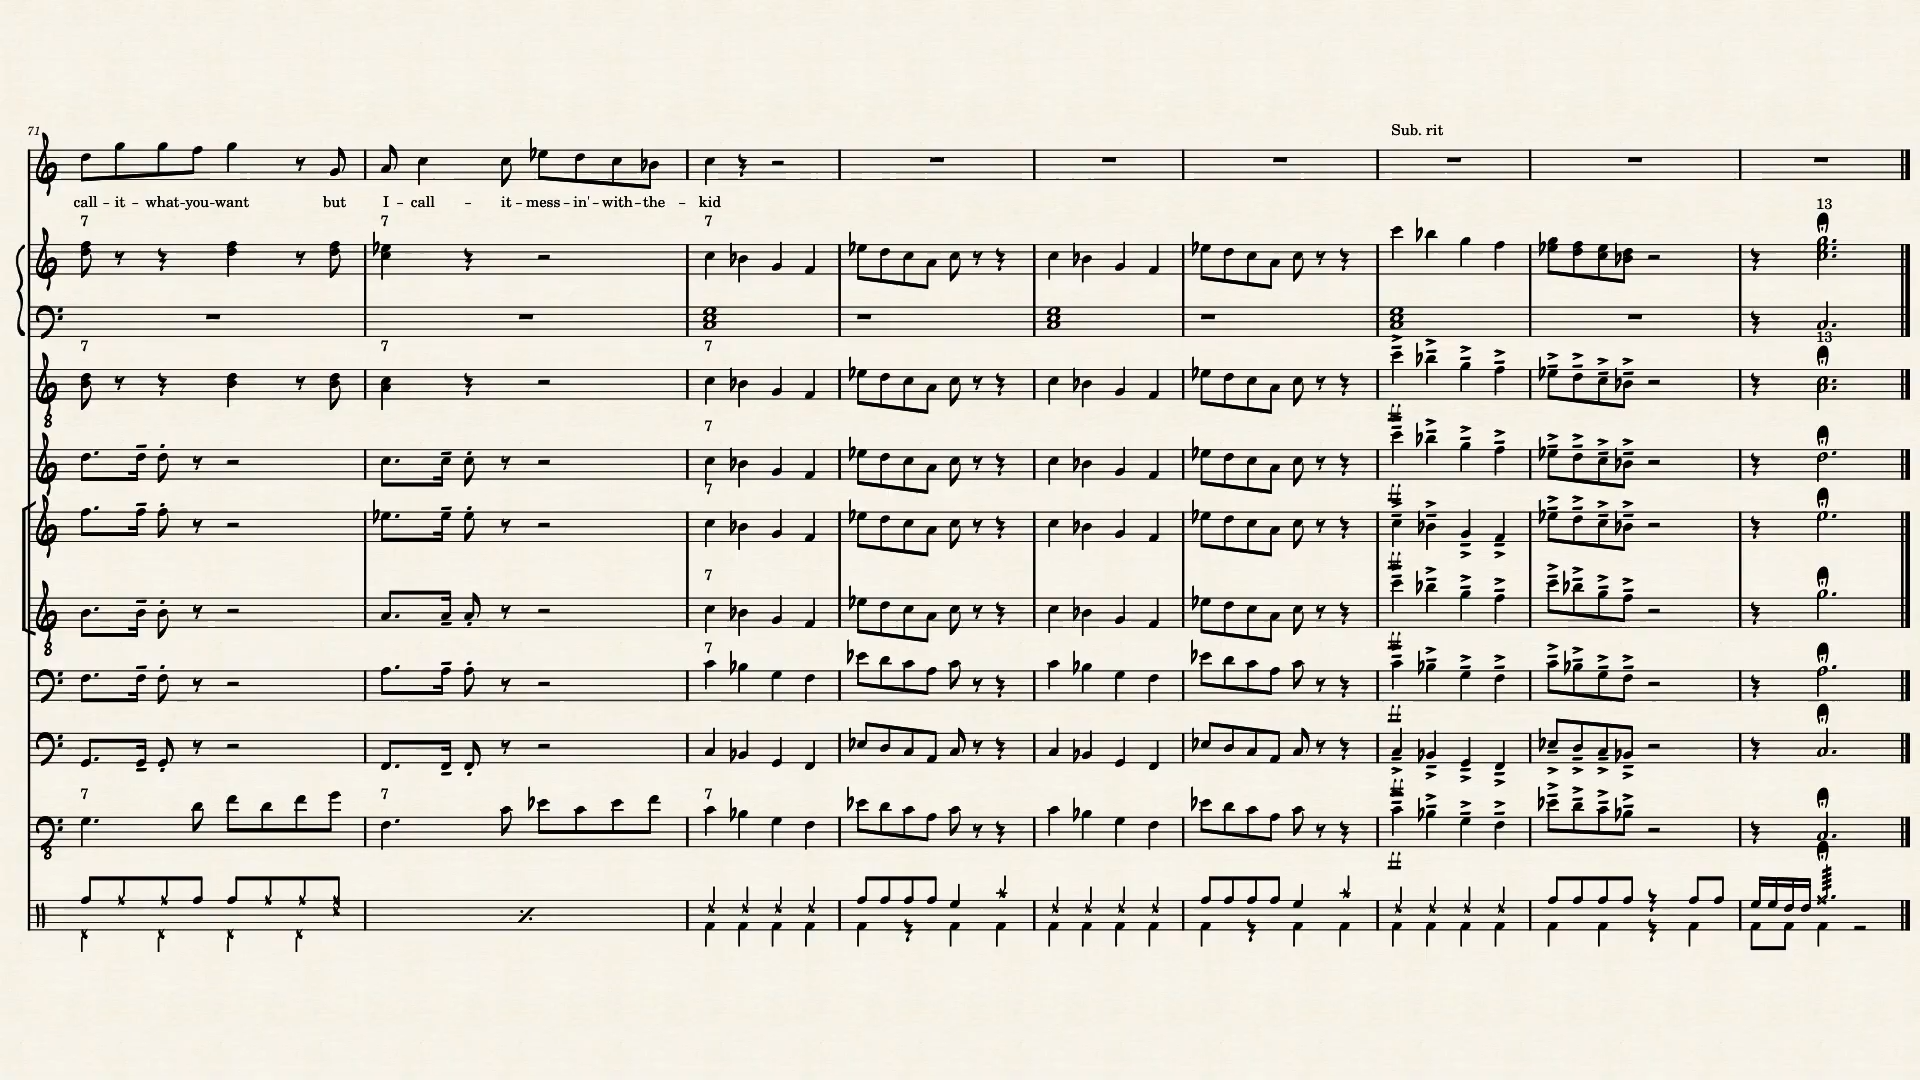 71
Sub. rit
call - it - what-you-want but I - call - it-mess-in'-with-the - kid
7 7 7 13
7 7 7 13
7
7
7
7
7 7 7